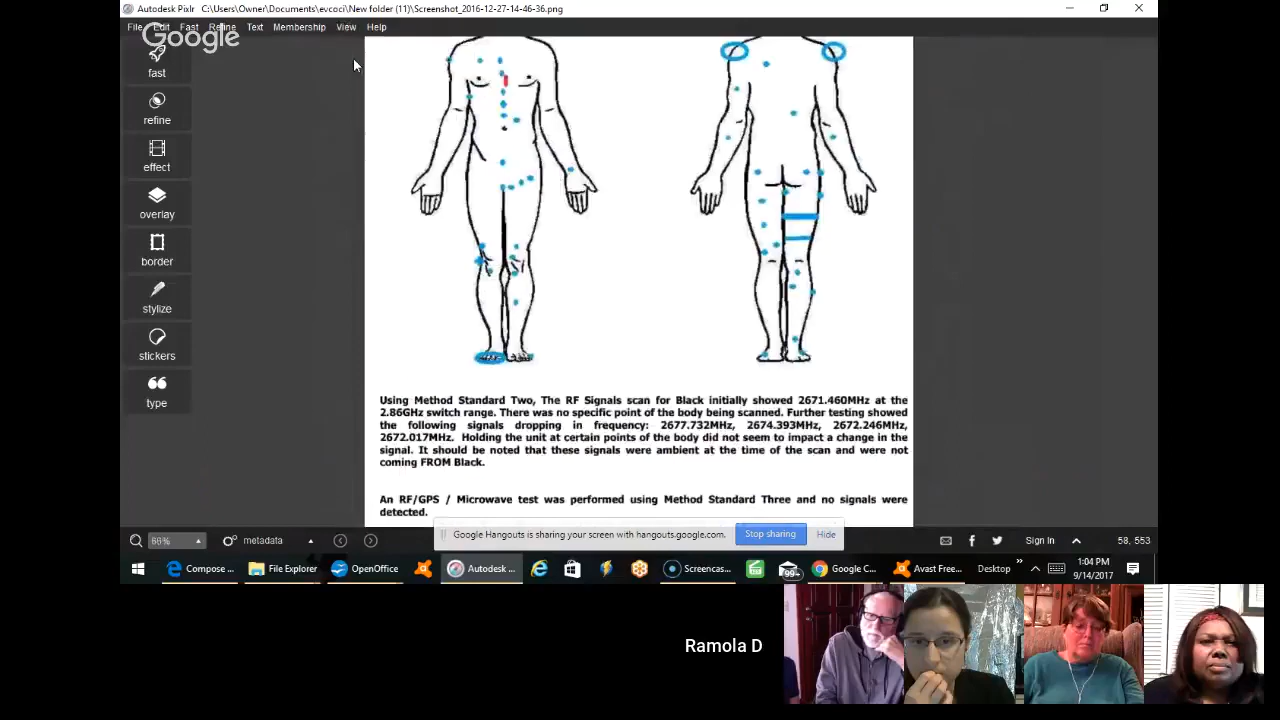 Autodesk Pixlr C:\Users\Owner\Documents\evcoci\New folder (11)\Screenshot_2016-12-27-14-46-36.png
File Edit Fast Refine Text Membership View Help
Google
fast
refine
effect
overlay
border
stylize
stickers
type
Using Method Standard Two, The RF Signals scan for Black initially showed 2671.460MHz at the
2.86GHz switch range. There was no specific point of the body being scanned. Further testing showed
the following signals dropping in frequency: 2677.732MHz, 2674.393MHz, 2672.246MHz,
2672.017MHz. Holding the unit at certain points of the body did not seem to impact a change in the
signal. It should be noted that these signals were ambient at the time of the scan and were not
coming FROM Black.
An RF/GPS / Microwave test was performed using Method Standard Three and no signals were
detected.
Google Hangouts is sharing your screen with hangouts.google.com. Stop sharing Hide
66% metadata Sign in 58, 553
Compose ... File Explorer OpenOffice Autodesk ... Screencas... 99+ Google C... Avast Free... Desktop » 1:04 PM
9/14/2017
Ramola D